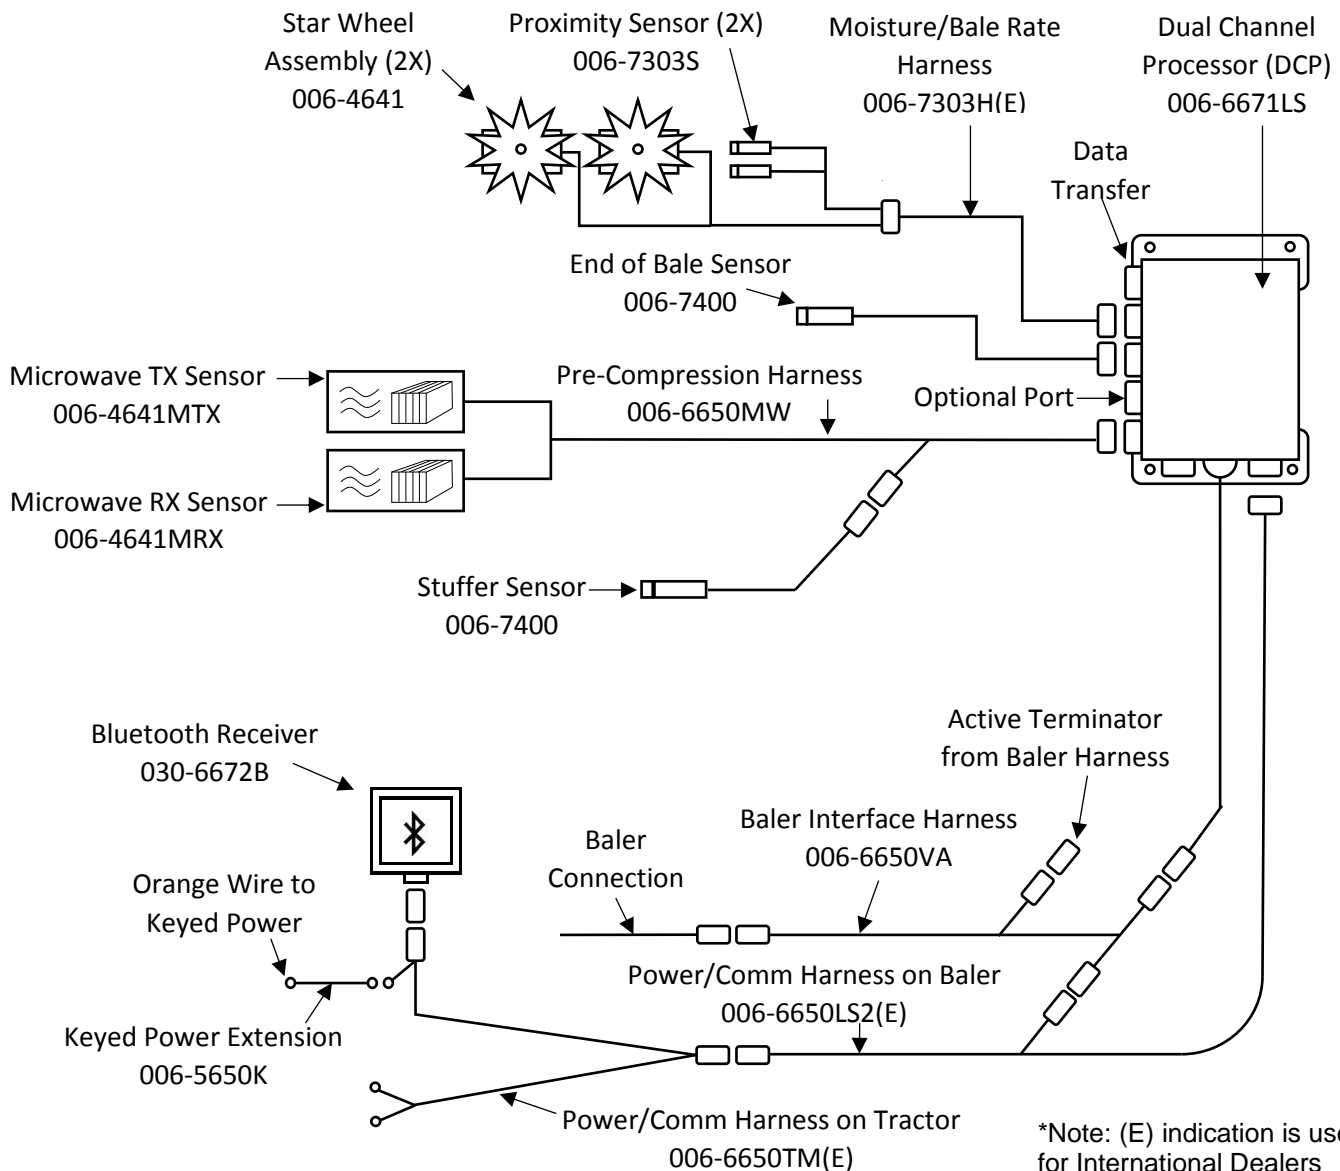 Star Wheel
Assembly (2X)
006-4641
Proximity Sensor (2X)
006-7303S
Moisture/Bale Rate
Harness
006-7303H(E)
Dual Channel
Processor (DCP)
006-6671LS
Data
Transfer
End of Bale Sensor
006-7400
Microwave TX Sensor
006-4641MTX
Pre-Compression Harness
006-6650MW
Optional Port
Microwave RX Sensor
006-4641MRX
Stuffer Sensor
006-7400
Bluetooth Receiver
030-6672B
Active Terminator
from Baler Harness
Baler Interface Harness
006-6650VA
Baler
Connection
Orange Wire to
Keyed Power
Power/Comm Harness on Baler
006-6650LS2(E)
Keyed Power Extension
006-5650K
Power/Comm Harness on Tractor
006-6650TM(E)
*Note: (E) indication is
for International Dealers